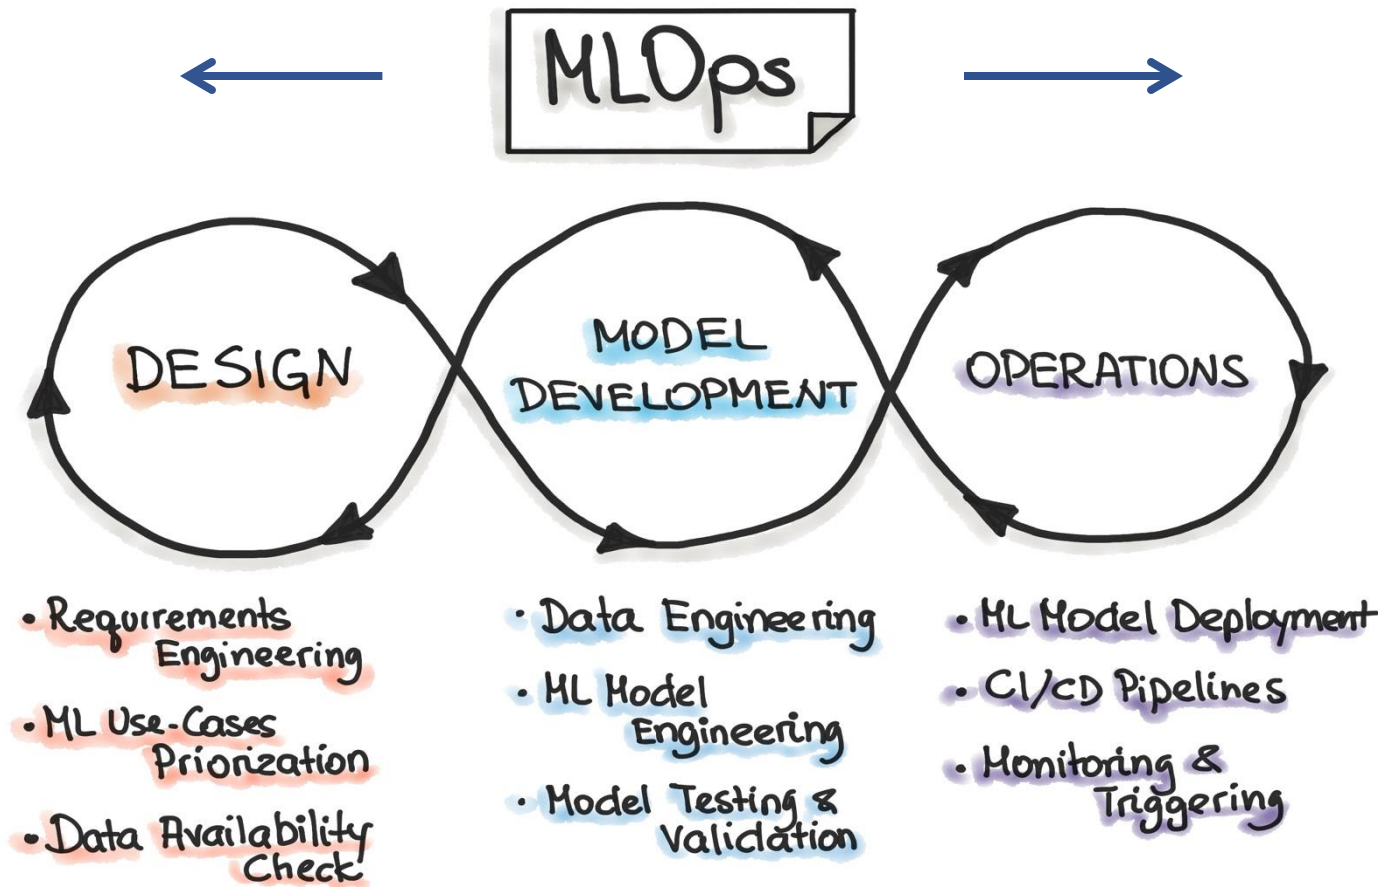 MLOps
DESIGN
MODEL
DEVELOPMENT
OPERATIONS
• Requirements
Engineering
• ML Use-Cases
Priorization
• Data Availability
Check
• Data Engineering
• ML Model
Engineering
• Model Testing &
Validation
• ML Model Deployment
• CI/CD Pipelines
• Monitoring &
Triggering